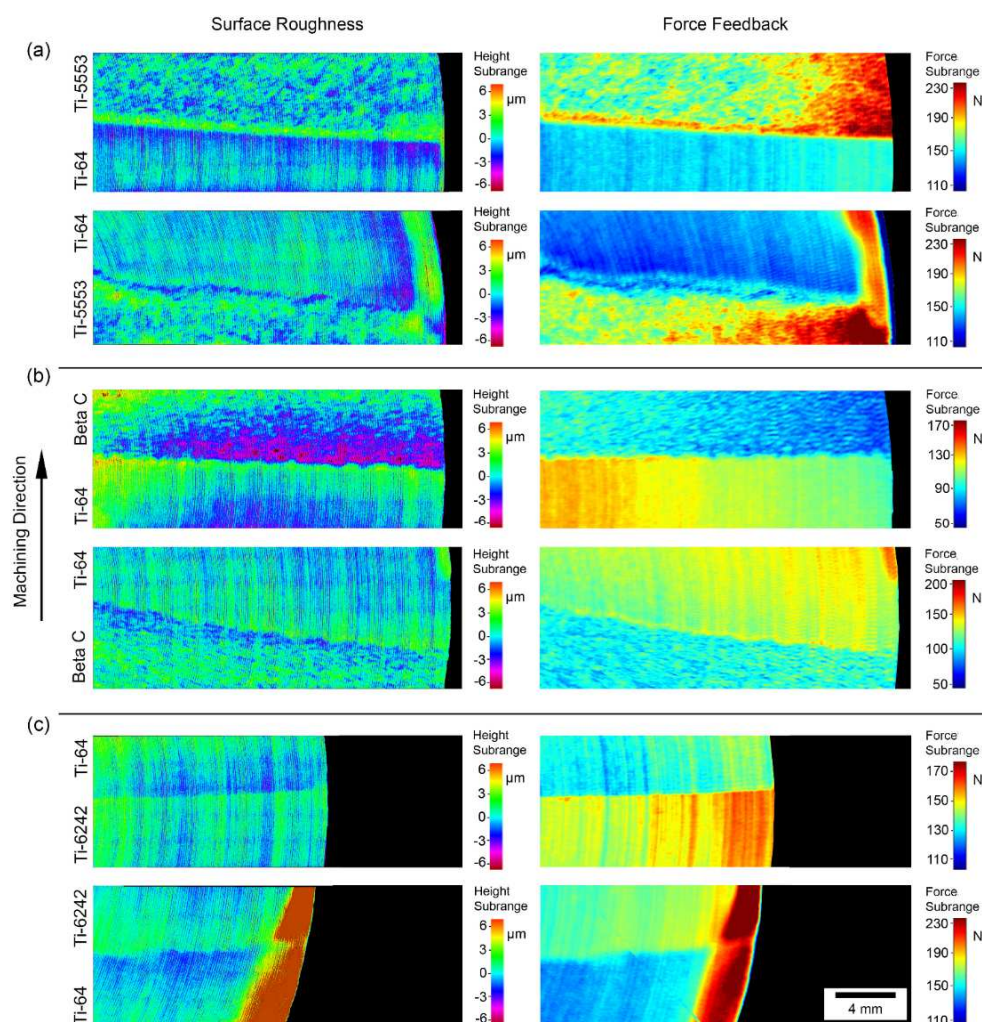 Surface Roughness
Force Feedback
(a)
Ti-5553
Ti-64
Height
Subrange
6
µm
3
0
-3
-6
Force
Subrange
230
N
190
150
110
Ti-64
Ti-5553
Height
Subrange
6
µm
3
0
-3
-6
Force
Subrange
230
N
190
150
110
(b)
Machining Direction
Beta C
Ti-64
Height
Subrange
6
µm
3
0
-3
-6
Force
Subrange
170
N
130
90
50
Ti-64
Beta C
Height
Subrange
6
µm
3
0
-3
-6
Force
Subrange
200
N
150
100
50
(c)
Ti-64
Ti-6242
Height
Subrange
6
µm
3
0
-3
-6
Force
Subrange
170
N
150
130
110
Ti-6242
Ti-64
Height
Subrange
6
µm
3
0
-3
-6
Force
Subrange
230
N
190
150
110
4 mm